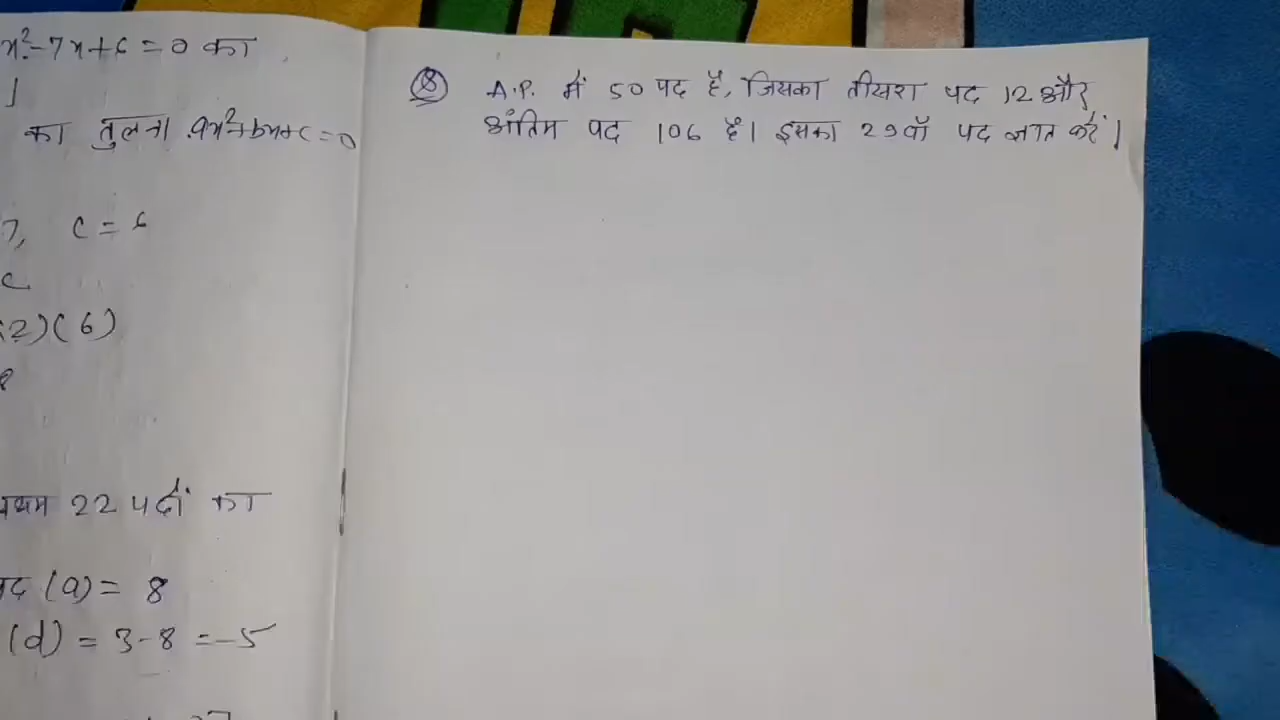 x²-7x+6=0 का
का तुलना ax²+bx+c=0
7, c = 6
c
(2)(6)
8
प्रथम 22 पदों का
पद (a) = 8
(d) = 3-8 = -5
⑧ A.P. में 50 पद है, जिसका तीसरा पद 12 और
अंतिम पद 106 है। इसका 29वाँ पद ज्ञात करें।